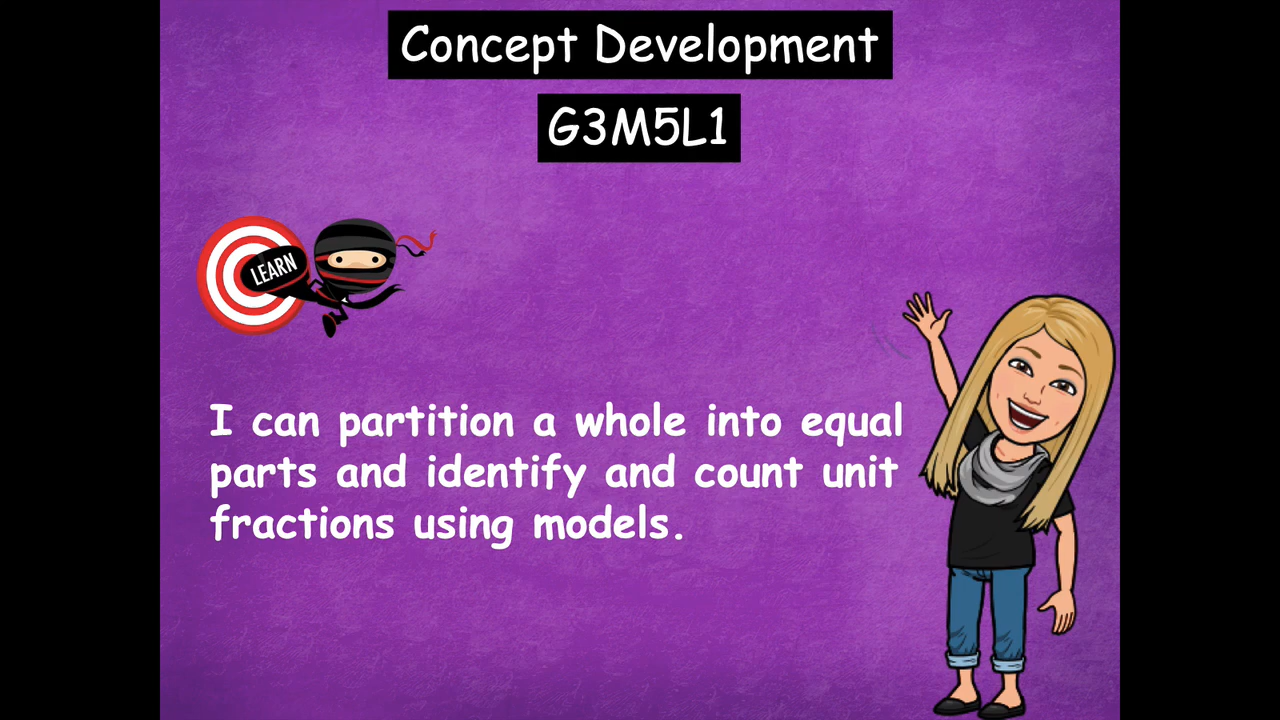 Concept Development
G3M5L1
LEARN
I can partition a whole into equal
parts and identify and count unit
fractions using models.